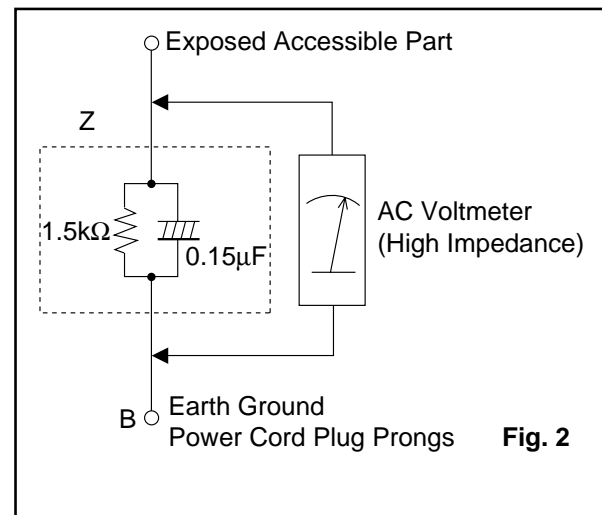 Exposed Accessible Part
Z
1.5kΩ
0.15μF
AC Voltmeter
(High Impedance)
B
Earth Ground
Power Cord Plug Prongs
Fig. 2